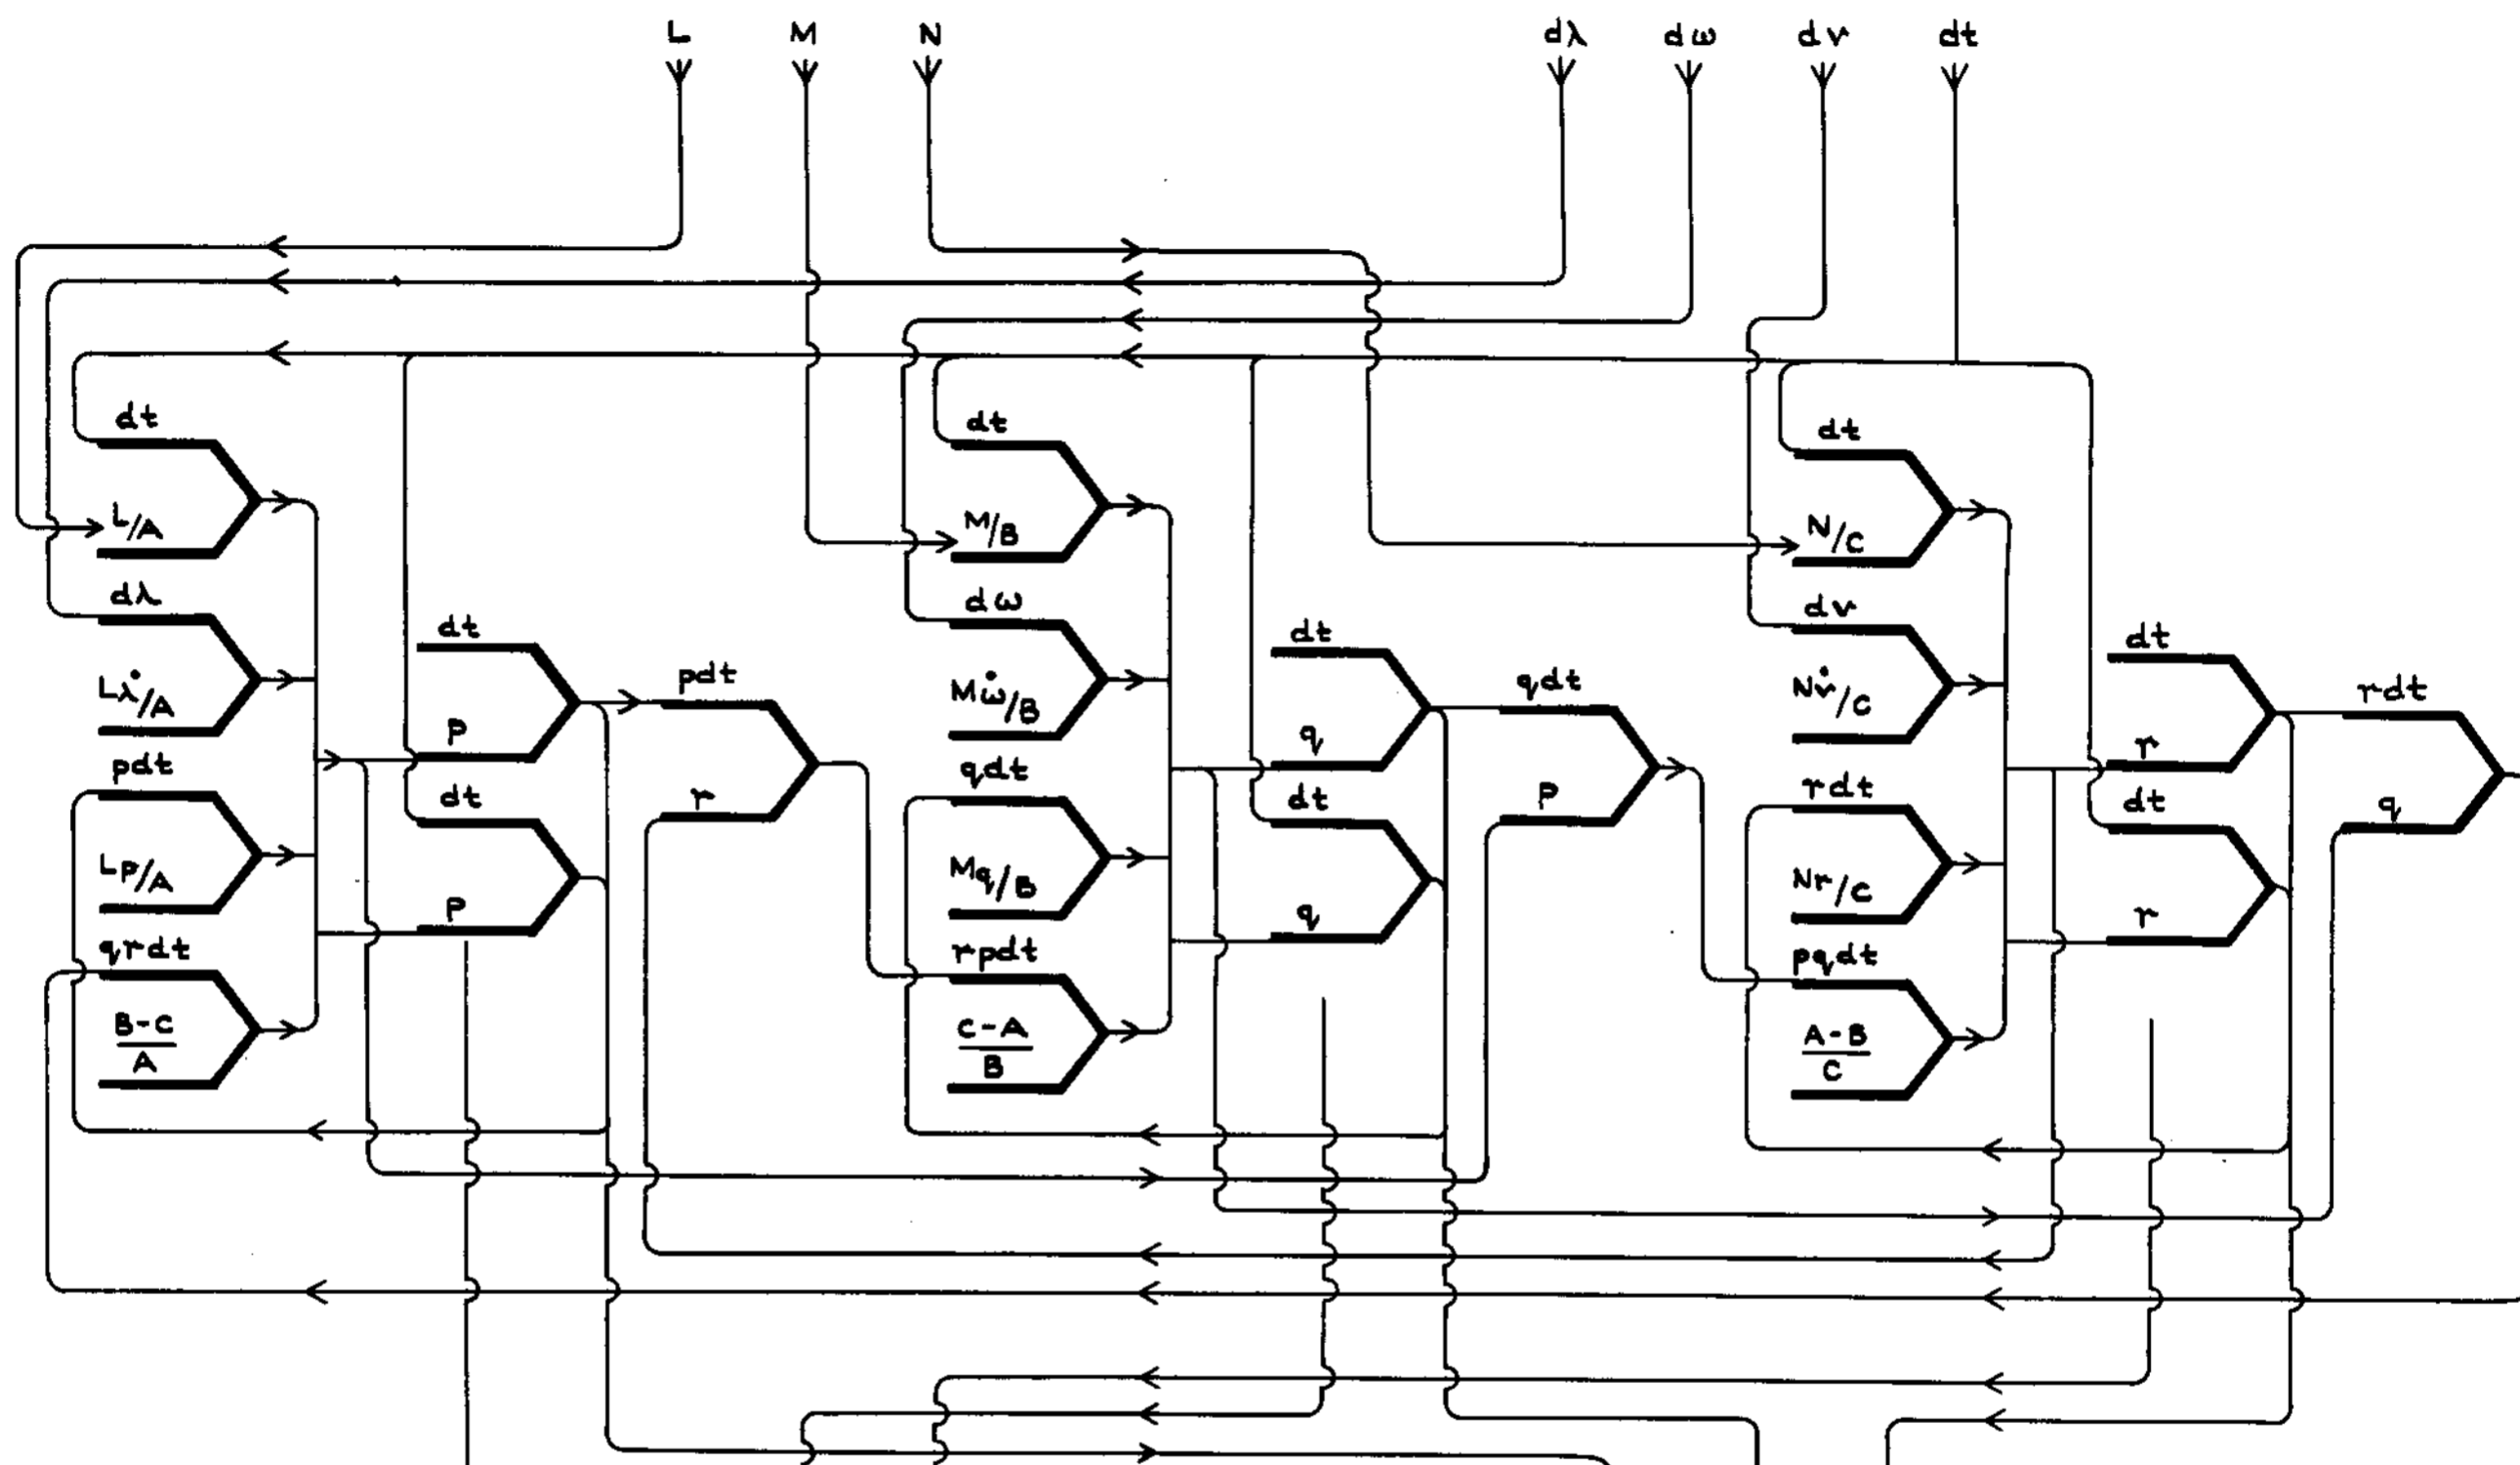 L M N dλ dω dν dt
dt
L/A
dλ
Lλ̇/A
pdt
Lp/A
qrdt
B-C
A
dt
p
dt
p
pdt
r
dt
M/B
dω
Mω̇/B
qdt
Mq/B
rpdt
C-A
B
dt
q
dt
q
qdt
p
dt
N/C
dν
Nν̇/C
rdt
Nr/C
pqdt
A-B
C
dt
r
dt
r
rdt
q